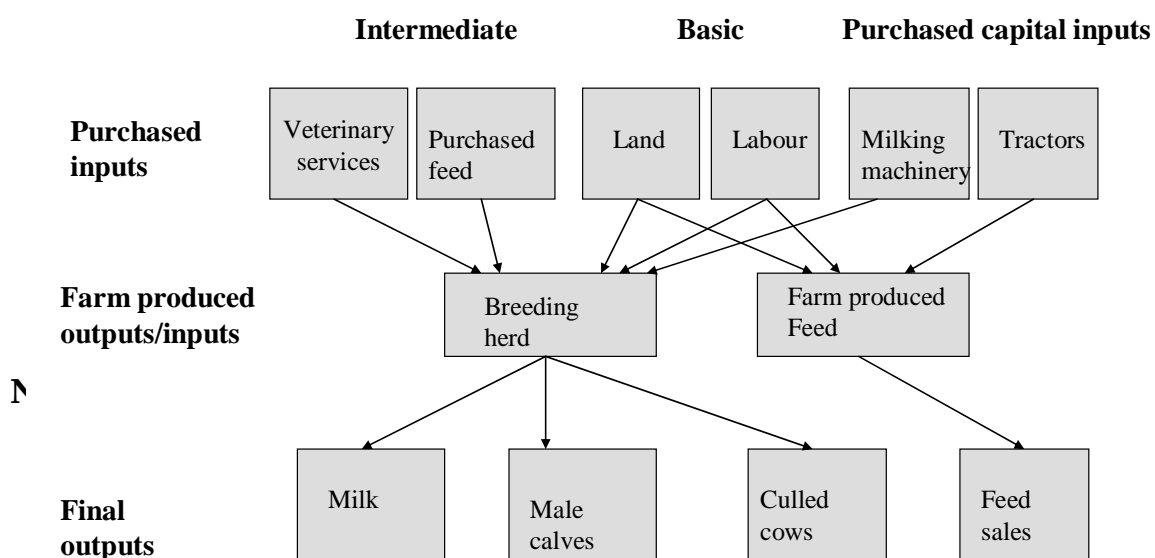 Intermediate Basic Purchased capital inputs
Purchased
inputs
Veterinary
services
Purchased
feed
Land
Labour
Milking
machinery
Tractors
Farm produced
outputs/inputs
Breeding
herd
Farm produced
Feed
Final
outputs
Milk
Male
calves
Culled
cows
Feed
sales